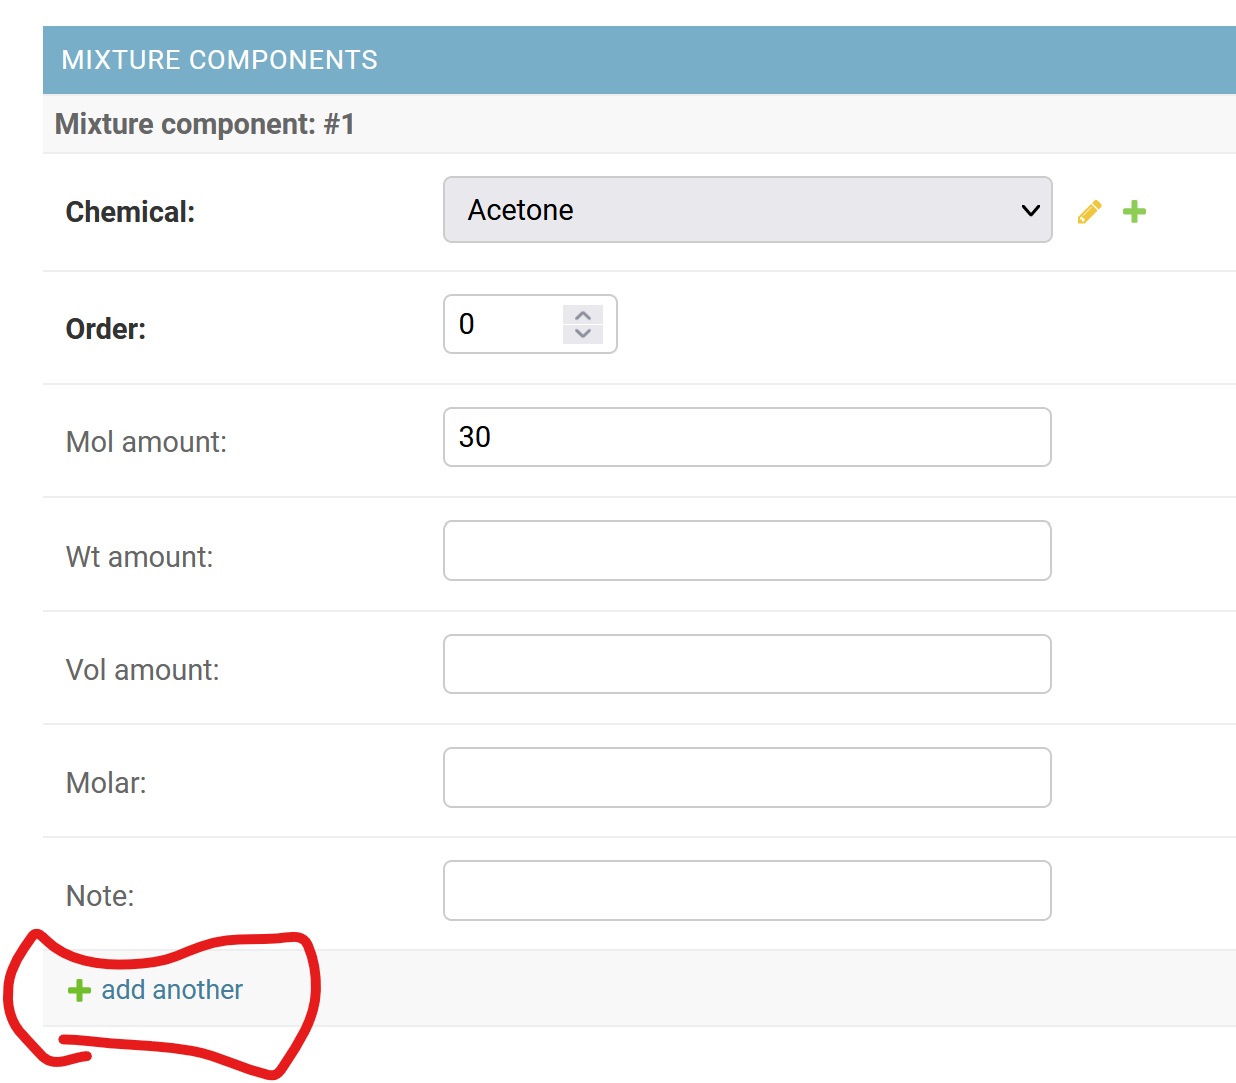 MIXTURE COMPONENTS
Mixture component: #1
Chemical: Acetone
Order: 0
Mol amount: 30
Wt amount:
Vol amount:
Molar:
Note:
add another